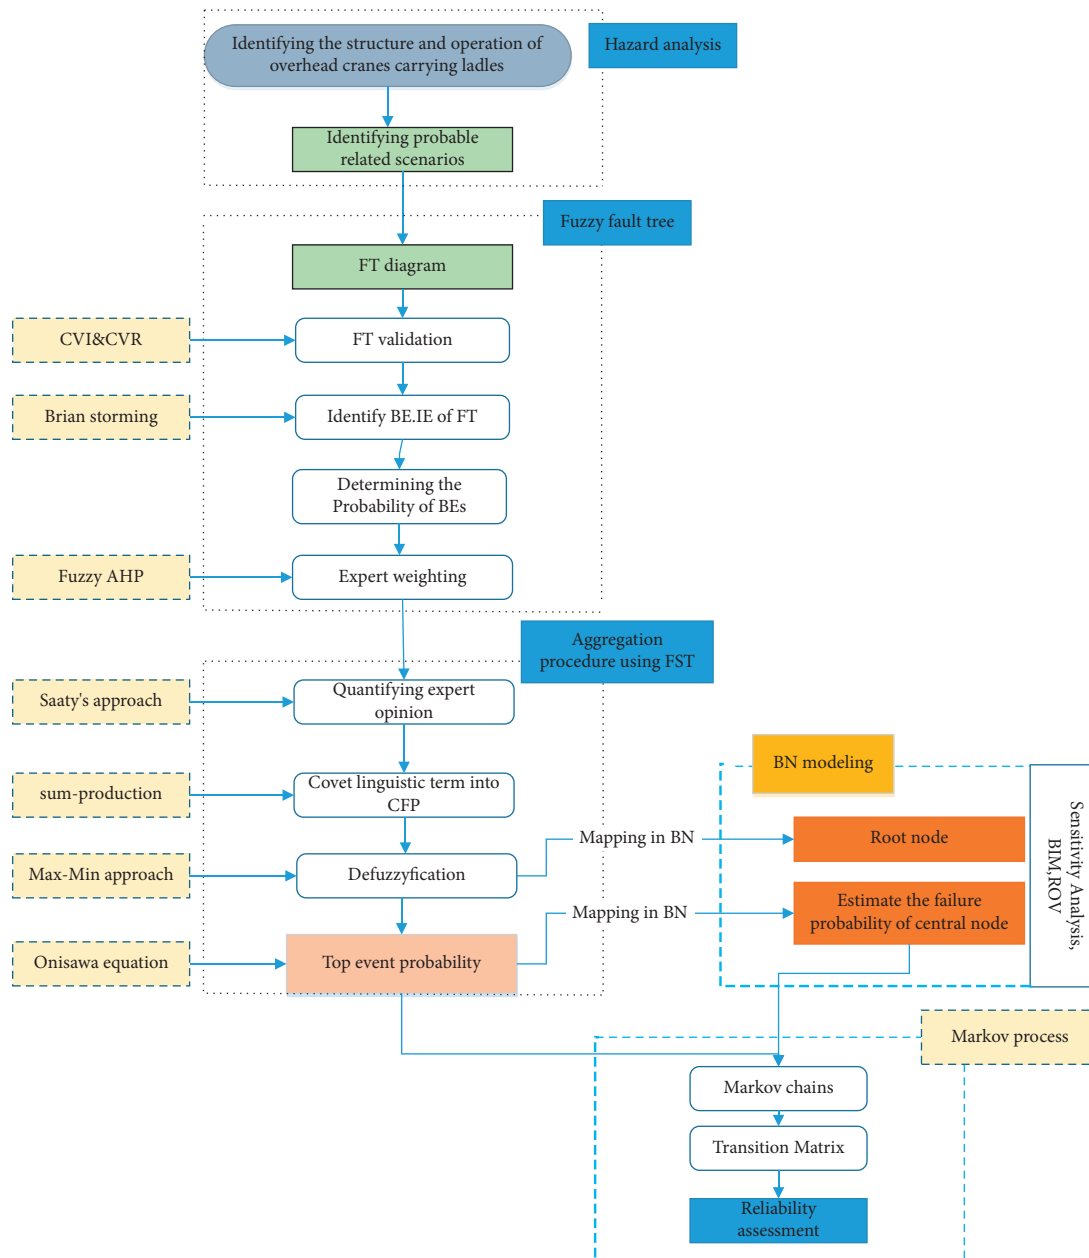 Identifying the structure and operation of
overhead cranes carrying ladles
Hazard analysis
Identifying probable
related scenarios
Fuzzy fault tree
FT diagram
CVI&CVR
FT validation
Brian storming
Identify BE.IE of FT
Determining the
Probability of BEs
Fuzzy AHP
Expert weighting
Aggregation
procedure using FST
Saaty's approach
Quantifying expert
opinion
sum-production
Covet linguistic term into
CFP
Max-Min approach
Defuzzyfication
Onisawa equation
Top event probability
Mapping in BN
Mapping in BN
BN modeling
Root node
Estimate the failure
probability of central node
Sensitivity Analysis,
BIM,ROV
Markov process
Markov chains
Transition Matrix
Reliability
assessment